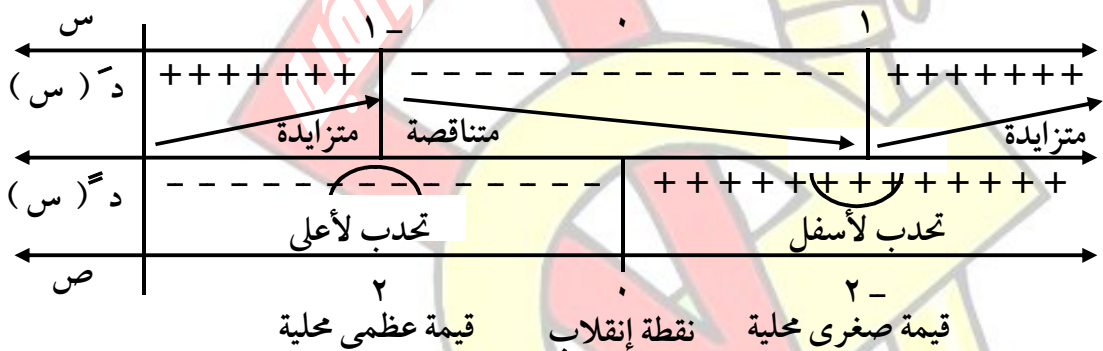 س – ١ ٠ ١
دَ ( س ) + + + + + + + – – – – – – – – – – – – – – – + + + + + + +
متزايدة متناقصة متزايدة
دً ( س ) – – – – – – – – – – – – – – + + + + + + + + + + + + +
تحدب لأعلى تحدب لأسفل
ص ٢ ٠ – ٢
قيمة عظمى محلية نقطة إنقلاب قيمة صغرى محلية